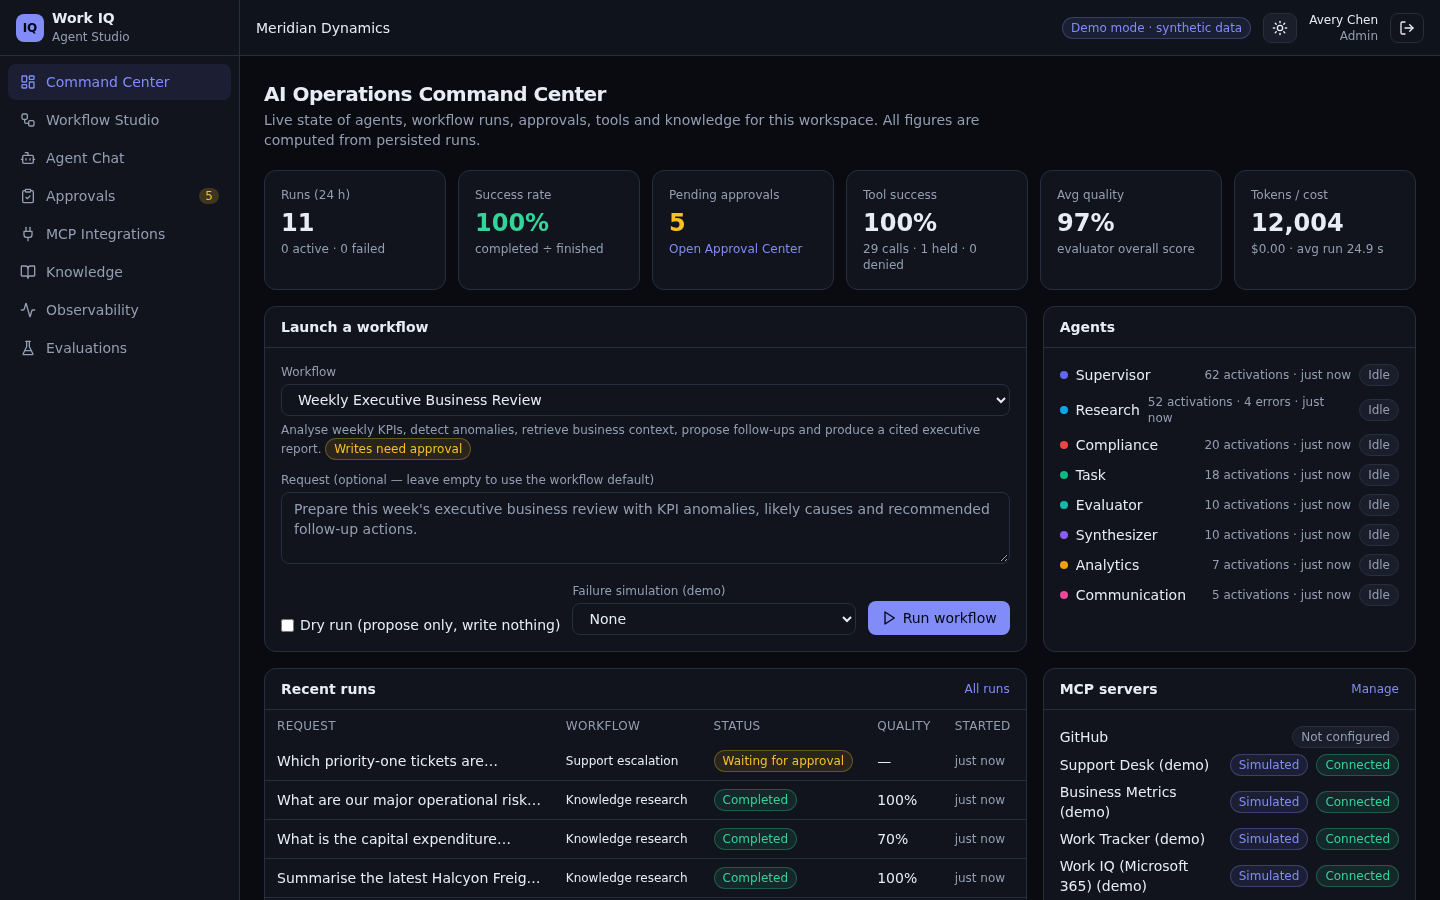 IQ
Work IQ
Agent Studio
Meridian Dynamics
Demo mode · synthetic data
Avery Chen
Admin
Command Center
Workflow Studio
Agent Chat
Approvals
5
MCP Integrations
Knowledge
Observability
Evaluations
AI Operations Command Center
Live state of agents, workflow runs, approvals, tools and knowledge for this workspace. All figures are
computed from persisted runs.
Runs (24 h)
11
0 active · 0 failed
Success rate
100%
completed ÷ finished
Pending approvals
5
Open Approval Center
Tool success
100%
29 calls · 1 held · 0
denied
Avg quality
97%
evaluator overall score
Tokens / cost
12,004
$0.00 · avg run 24.9 s
Launch a workflow
Workflow
Weekly Executive Business Review
Analyse weekly KPIs, detect anomalies, retrieve business context, propose follow-ups and produce a cited executive
report. Writes need approval
Request (optional — leave empty to use the workflow default)
Prepare this week's executive business review with KPI anomalies, likely causes and recommended
follow-up actions.
Dry run (propose only, write nothing)
Failure simulation (demo)
None
Run workflow
Agents
Supervisor 62 activations · just now Idle
Research 52 activations · 4 errors · just
now Idle
Compliance 20 activations · just now Idle
Task 18 activations · just now Idle
Evaluator 10 activations · just now Idle
Synthesizer 10 activations · just now Idle
Analytics 7 activations · just now Idle
Communication 5 activations · just now Idle
Recent runs
All runs
REQUEST WORKFLOW STATUS QUALITY STARTED
Which priority-one tickets are… Support escalation Waiting for approval — just now
What are our major operational risk… Knowledge research Completed 100% just now
What is the capital expenditure… Knowledge research Completed 70% just now
Summarise the latest Halcyon Freig… Knowledge research Completed 100% just now
MCP servers
Manage
GitHub Not configured
Support Desk (demo) Simulated Connected
Business Metrics
(demo) Simulated Connected
Work Tracker (demo) Simulated Connected
Work IQ (Microsoft
365) (demo) Simulated Connected